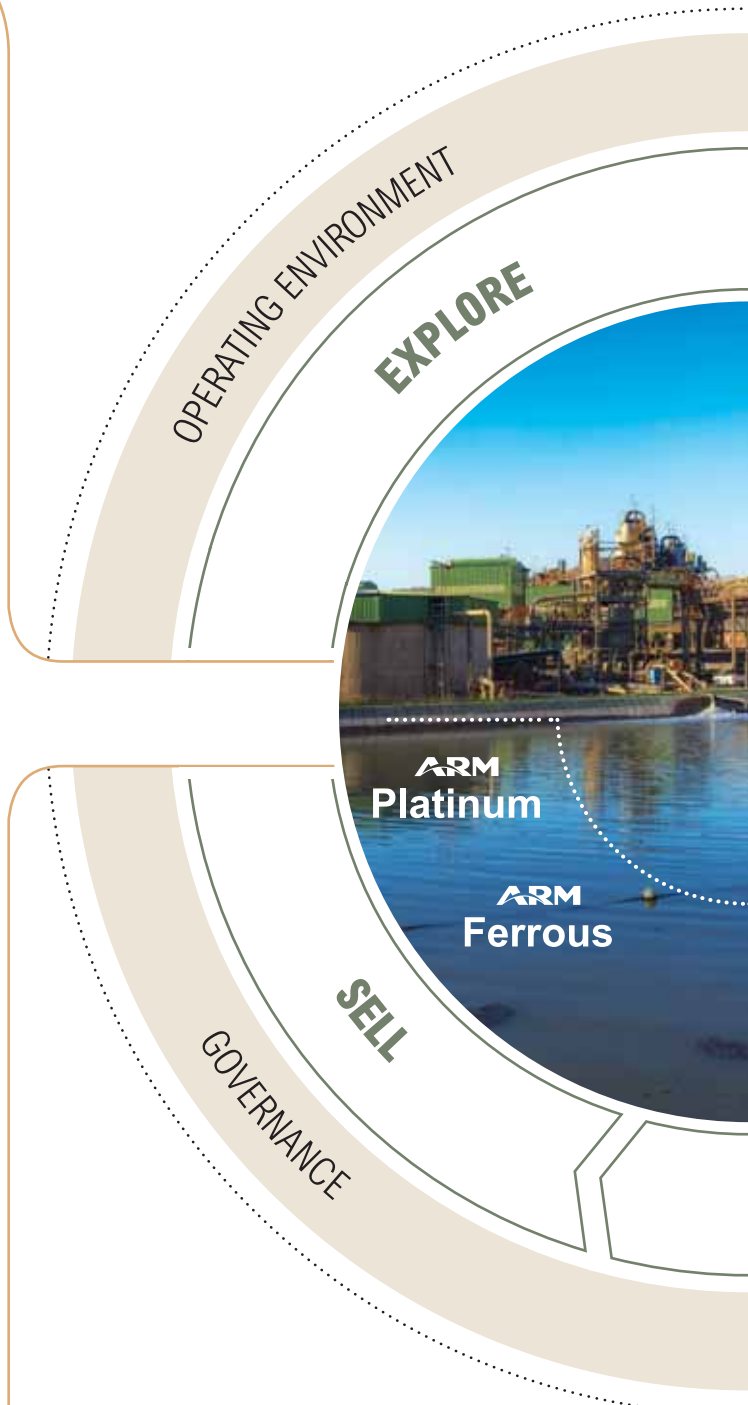 OPERATING ENVIRONMENT
EXPLORE
ARM
Platinum
ARM
Ferrous
SELL
GOVERNANCE